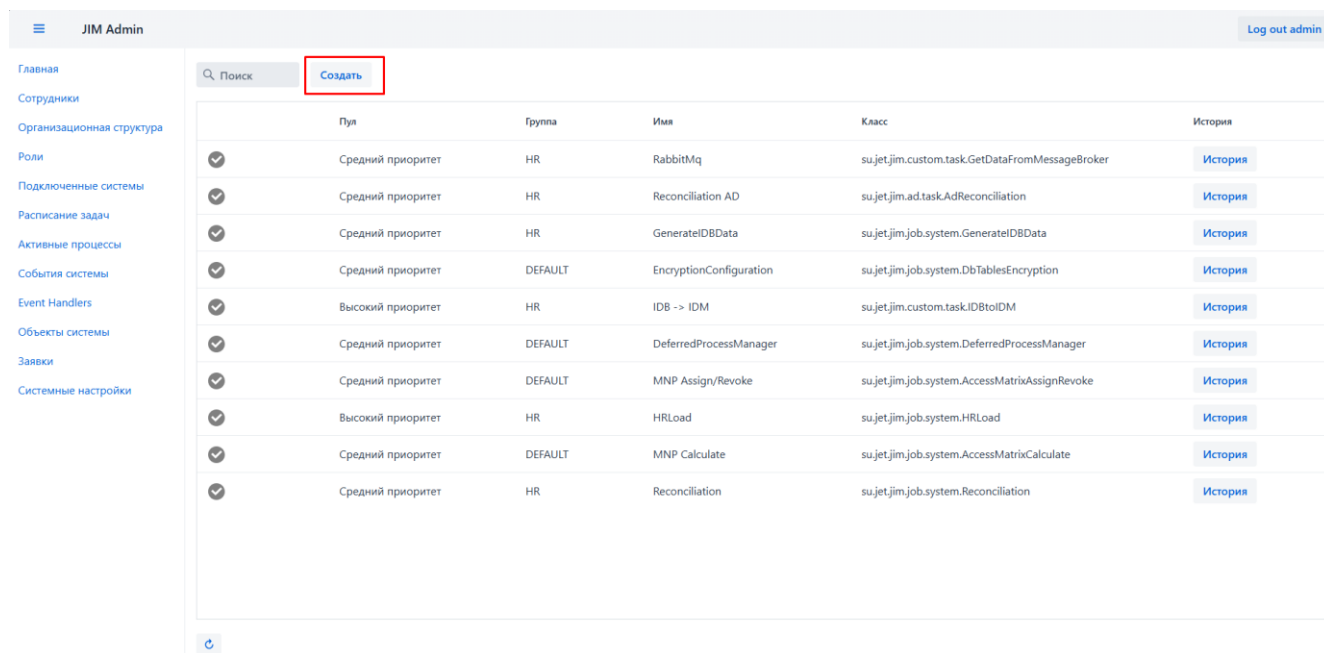 JIM Admin
Log out admin
Главная
Сотрудники
Организационная структура
Роли
Подключенные системы
Расписание задач
Активные процессы
События системы
Event Handlers
Объекты системы
Заявки
Системные настройки
Поиск Создать
Пул Группа Имя Класс История
Средний приоритет HR RabbitMq su.jet.jim.custom.task.GetDataFromMessageBroker История
Средний приоритет HR Reconciliation AD su.jet.jim.ad.task.AdReconciliation История
Средний приоритет HR GenerateIDBData su.jet.jim.job.system.GenerateIDBData История
Средний приоритет DEFAULT EncryptionConfiguration su.jet.jim.job.system.DbTablesEncryption История
Высокий приоритет HR IDB -> IDM su.jet.jim.custom.task.IDBtoIDM История
Средний приоритет DEFAULT DeferredProcessManager su.jet.jim.job.system.DeferredProcessManager История
Средний приоритет DEFAULT MNP Assign/Revoke su.jet.jim.job.system.AccessMatrixAssignRevoke История
Высокий приоритет HR HRLoad su.jet.jim.job.system.HRLoad История
Средний приоритет DEFAULT MNP Calculate su.jet.jim.job.system.AccessMatrixCalculate История
Средний приоритет HR Reconciliation su.jet.jim.job.system.Reconciliation История